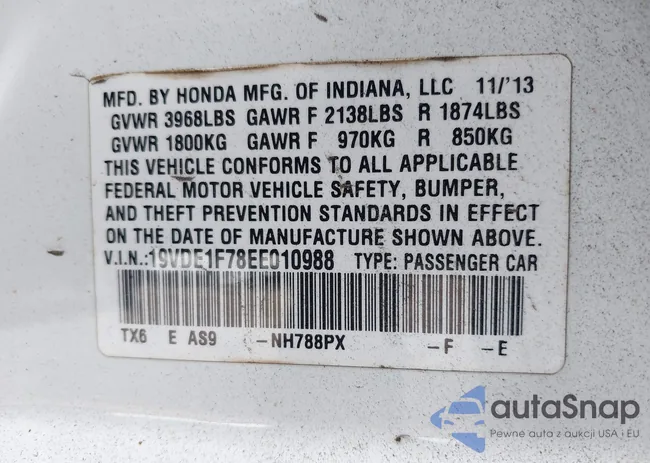 MFD. BY HONDA MFG. OF INDIANA, LLC 11/'13
GVWR 3968LBS GAWR F 2138LBS R 1874LBS
GVWR 1800KG GAWR F 970KG R 850KG
THIS VEHICLE CONFORMS TO ALL APPLICABLE
FEDERAL MOTOR VEHICLE SAFETY, BUMPER,
AND THEFT PREVENTION STANDARDS IN EFFECT
ON THE DATE OF MANUFACTURE SHOWN ABOVE.
V.I.N.:19VDE1F78EE010988 TYPE: PASSENGER CAR
TX6 E AS9 -NH788PX -F -E
autaSnap
Pewne auta z aukcji USA i EU